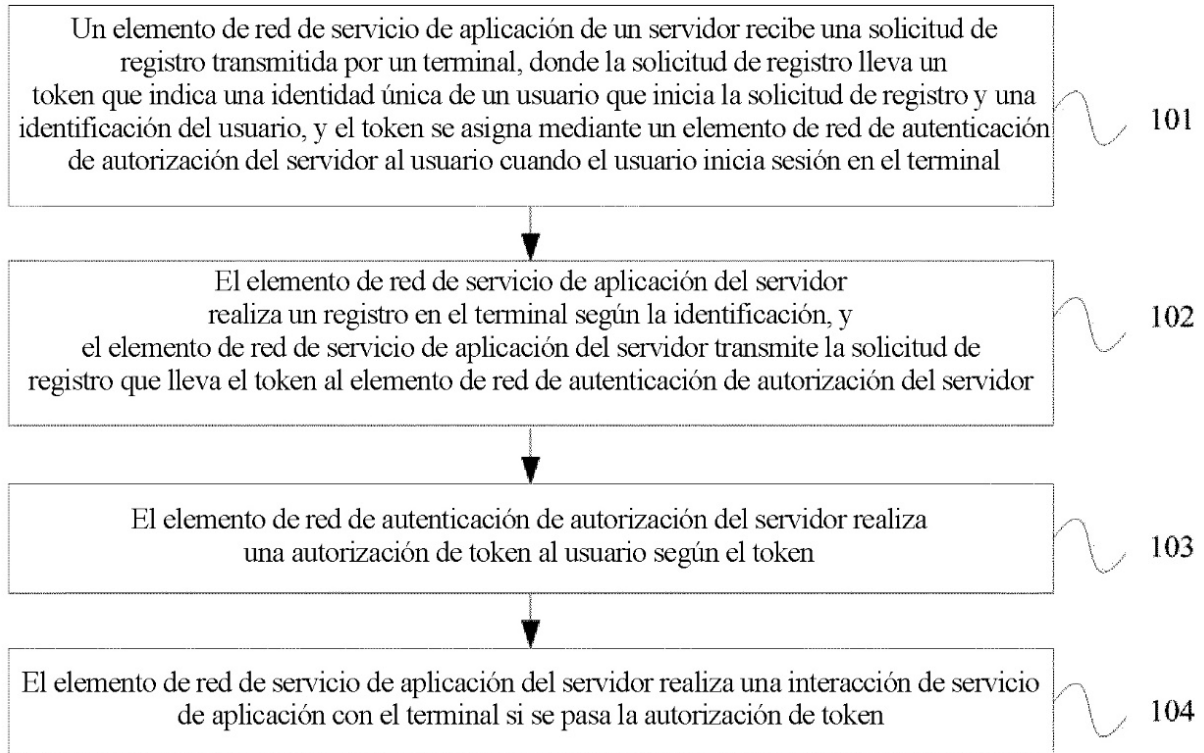 Un elemento de red de servicio de aplicación de un servidor recibe una solicitud de
registro transmitida por un terminal, donde la solicitud de registro lleva un
token que indica una identidad única de un usuario que inicia la solicitud de registro y una
identificación del usuario, y el token se asigna mediante un elemento de red de autenticación
de autorización del servidor al usuario cuando el usuario inicia sesión en el terminal
101
El elemento de red de servicio de aplicación del servidor
realiza un registro en el terminal según la identificación, y
el elemento de red de servicio de aplicación del servidor transmite la solicitud de
registro que lleva el token al elemento de red de autenticación de autorización del servidor
102
El elemento de red de autenticación de autorización del servidor realiza
una autorización de token al usuario según el token
103
El elemento de red de servicio de aplicación del servidor realiza una interacción de servicio
de aplicación con el terminal si se pasa la autorización de token
104